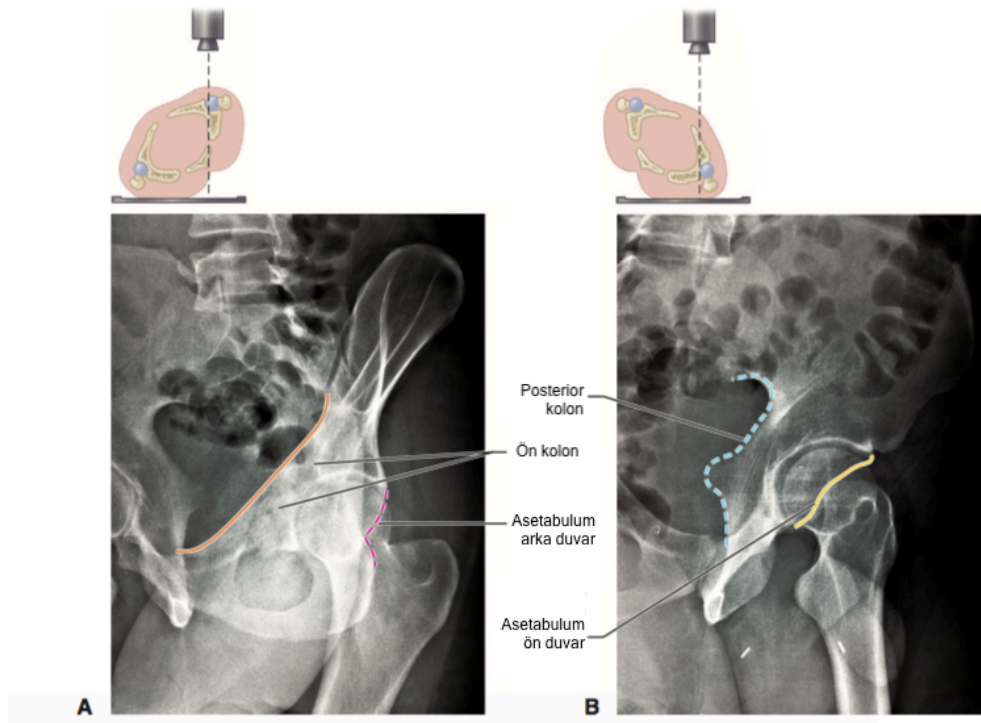 Posterior
kolon
Ön kolon
Asetabulum
arka duvar
Asetabulum
ön duvar
A
B